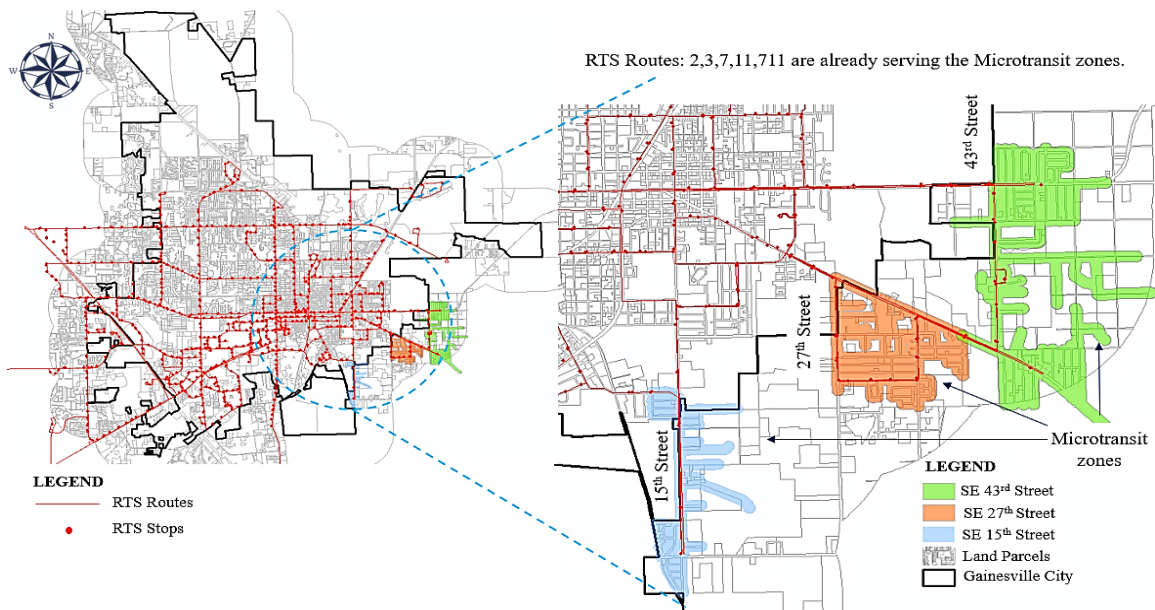 N
W
E
S
RTS Routes: 2,3,7,11,711 are already serving the Microtransit zones.
43rd Street
27th Street
15th Street
Microtransit
zones
LEGEND
RTS Routes
RTS Stops
LEGEND
SE 43rd Street
SE 27th Street
SE 15th Street
Land Parcels
Gainesville City